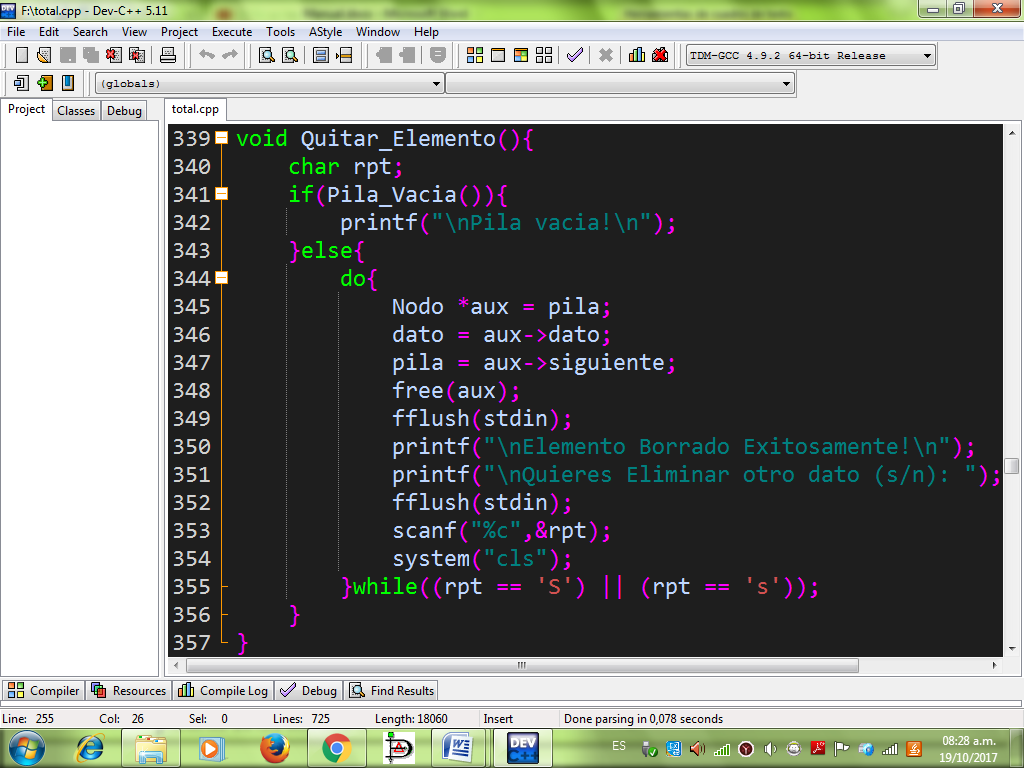 F:\total.cpp - Dev-C++ 5.11
File Edit Search View Project Execute Tools AStyle Window Help
TDM-GCC 4.9.2 64-bit Release
(globals)
Project Classes Debug
total.cpp
339 void Quitar_Elemento(){
340 char rpt;
341 if(Pila_Vacia()){
342 printf("\nPila vacia!\n");
343 }else{
344 do{
345 Nodo *aux = pila;
346 dato = aux->dato;
347 pila = aux->siguiente;
348 free(aux);
349 fflush(stdin);
350 printf("\nElemento Borrado Exitosamente!\n");
351 printf("\nQuieres Eliminar otro dato (s/n): ");
352 fflush(stdin);
353 scanf("%c",&rpt);
354 system("cls");
355 }while((rpt == 'S') || (rpt == 's'));
356 }
357 }
Compiler Resources Compile Log Debug Find Results
Line: 255 Col: 26 Sel: 0 Lines: 725 Length: 18060 Insert Done parsing in 0,078 seconds
DEV C++
ES
08:28 a.m.
19/10/2017